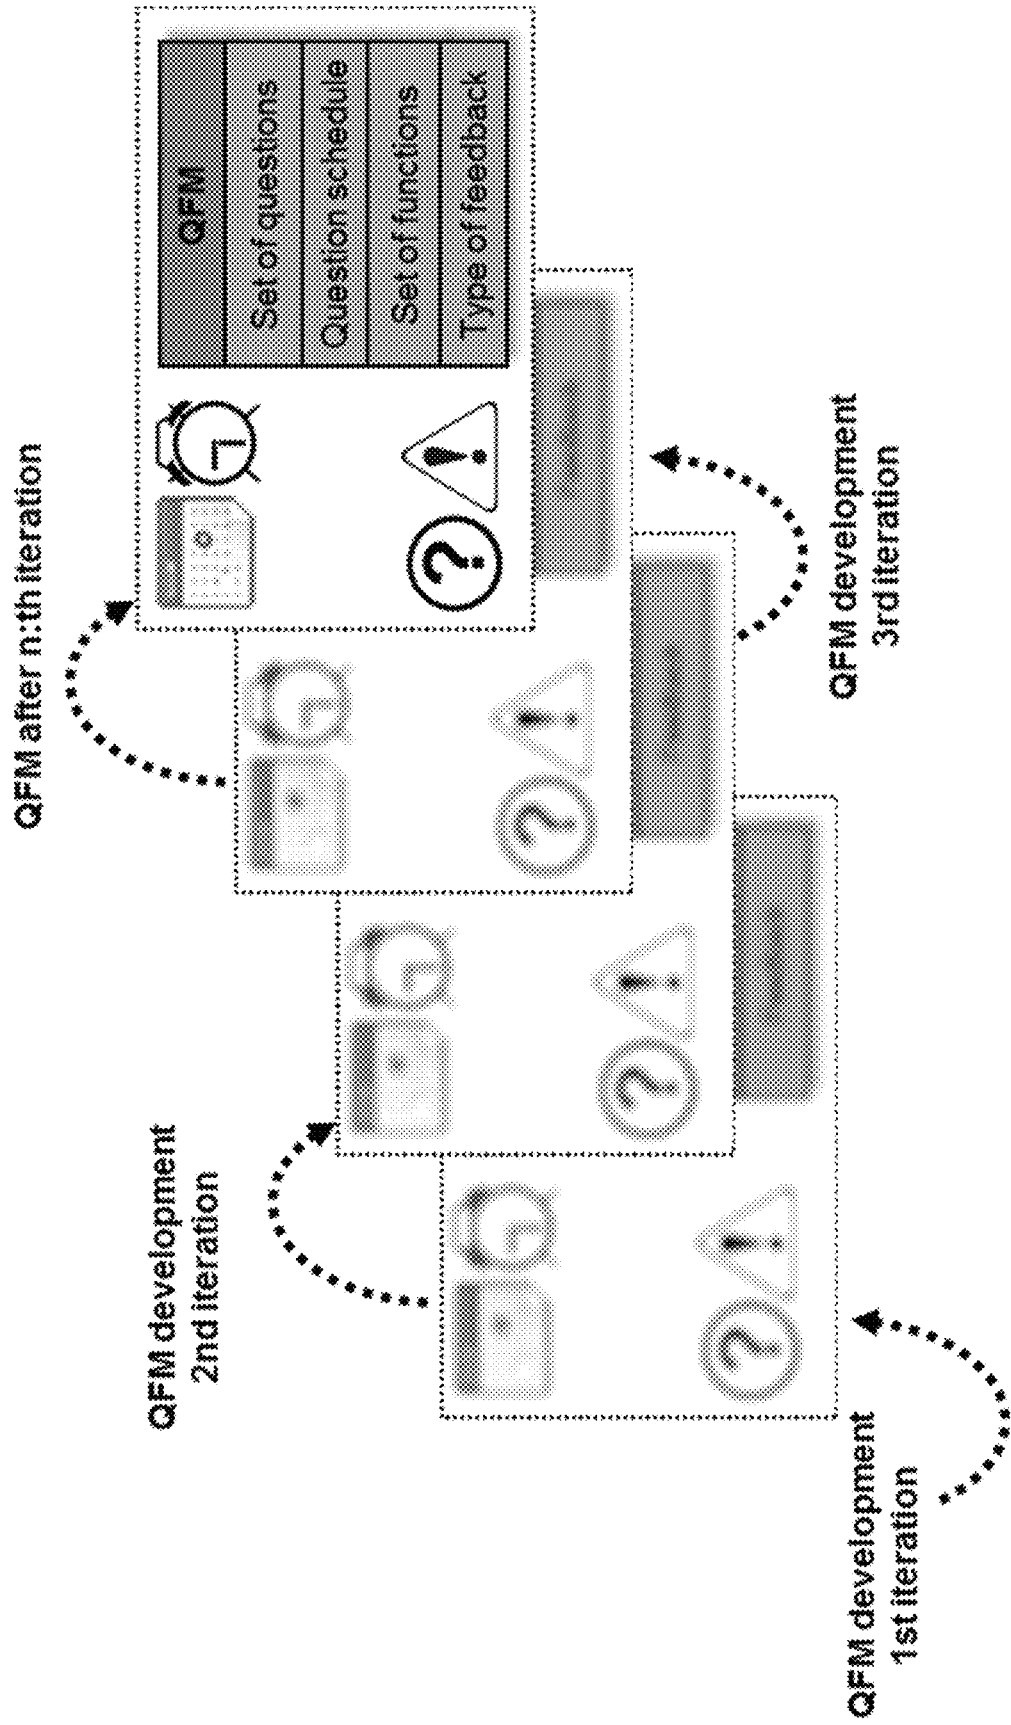 QFM after n:th iteration
QFM
Set of questions
Question schedule
Set of functions
Type of feedback
QFM development
2nd iteration
QFM development
3rd iteration
QFM development
1st iteration